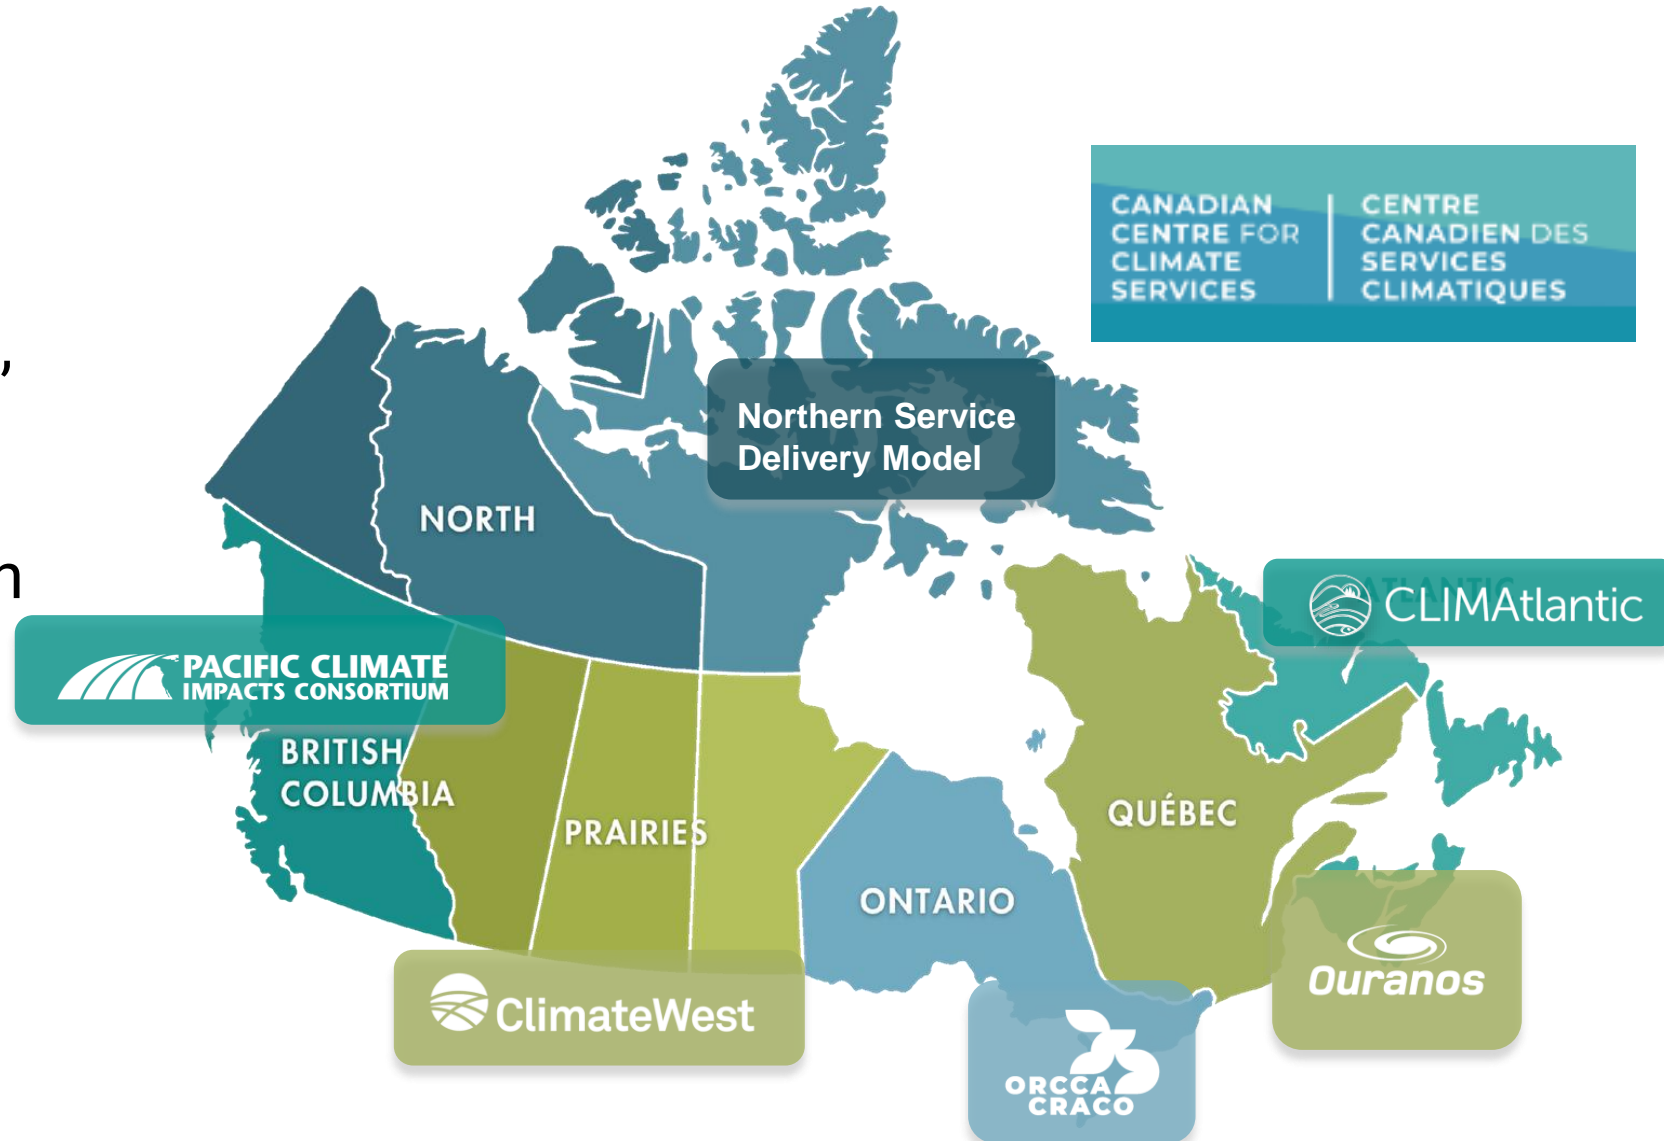 CANADIAN
CENTRE FOR
CLIMATE
SERVICES
CENTRE
CANADIEN DES
SERVICES
CLIMATIQUES
,
Northern Service
Delivery Model
NORTH
n
ATLANTIC
CLIMAtlantic
PACIFIC CLIMATE
IMPACTS CONSORTIUM
BRITISH
COLUMBIA
PRAIRIES
QUÉBEC
ONTARIO
Ouranos
ClimateWest
ORCCA
CRACO